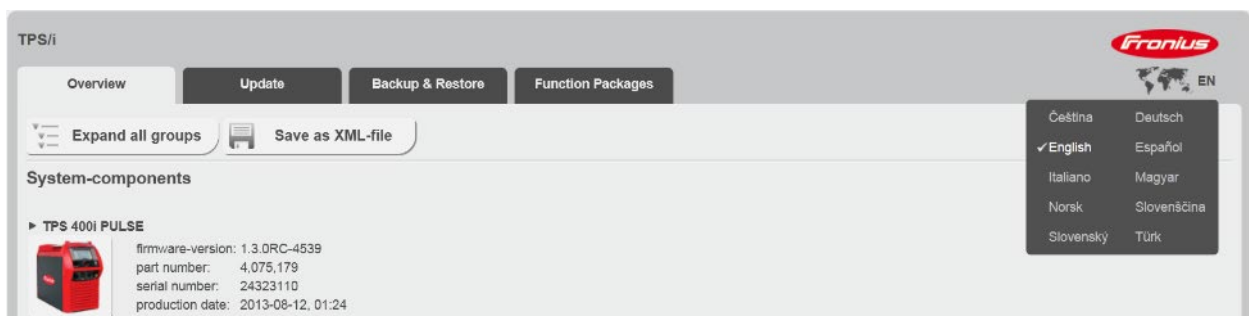 TPS/i
Fronius
Overview
Update
Backup & Restore
Function Packages
EN
Expand all groups
Save as XML-file
Čeština Deutsch
✓English Español
Italiano Magyar
Norsk Slovenščina
Slovenský Türk
System-components
▶ TPS 400i PULSE
firmware-version: 1.3.0RC-4539
part number: 4,075,179
serial number: 24323110
production date: 2013-08-12, 01:24